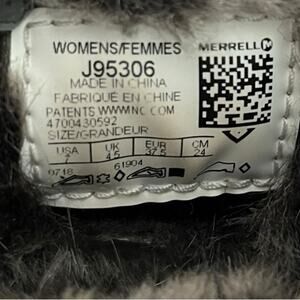 WOMENS/FEMMES MERRELL
J95306
MADE IN CHINA
FABRIQUÉ EN CHINE
PATENTS WWWNC.COM
4700430592
SIZE/GRANDEUR
USA UK EUR CM
7 4.5 37.5 24
0718 61904